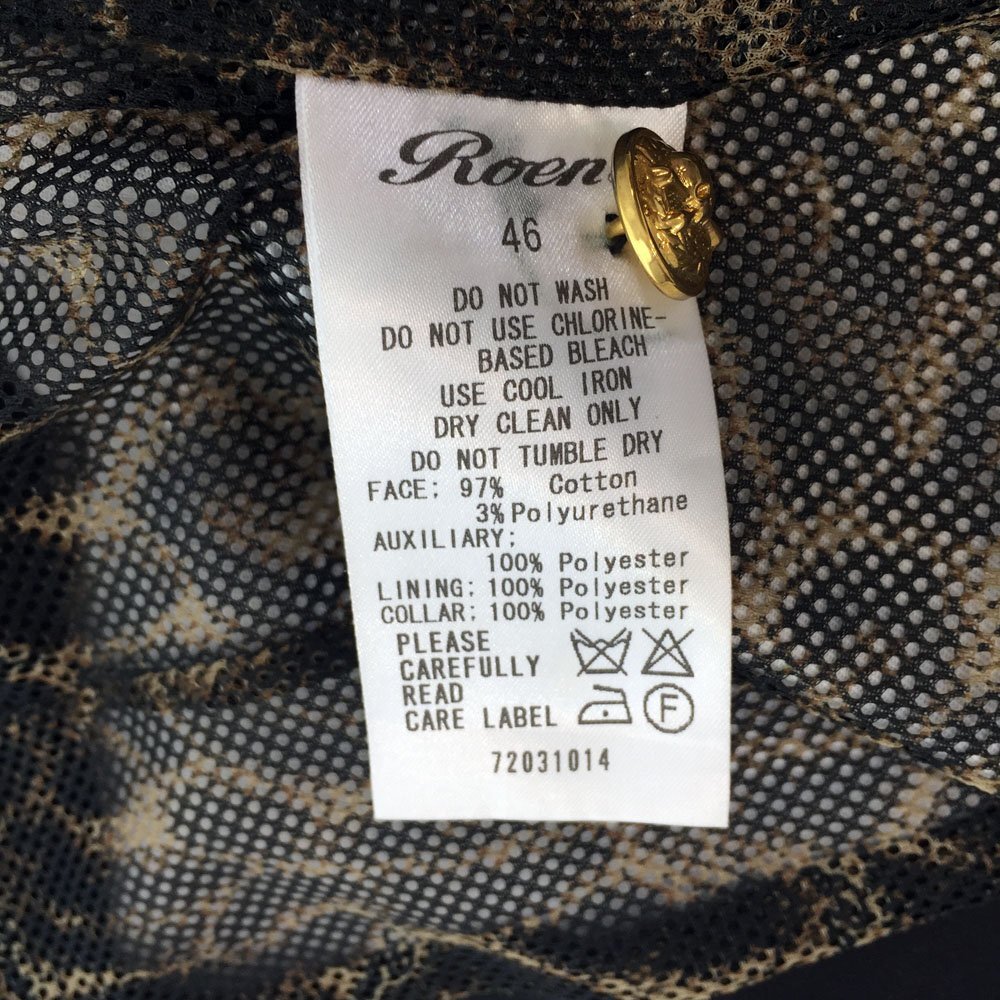 Roen
46
DO NOT WASH
DO NOT USE CHLORINE-
BASED BLEACH
USE COOL IRON
DRY CLEAN ONLY
DO NOT TUMBLE DRY
FACE: 97% Cotton
3% Polyurethane
AUXILIARY:
100% Polyester
LINING: 100% Polyester
COLLAR: 100% Polyester
PLEASE
CAREFULLY
READ
CARE LABEL
F
72031014